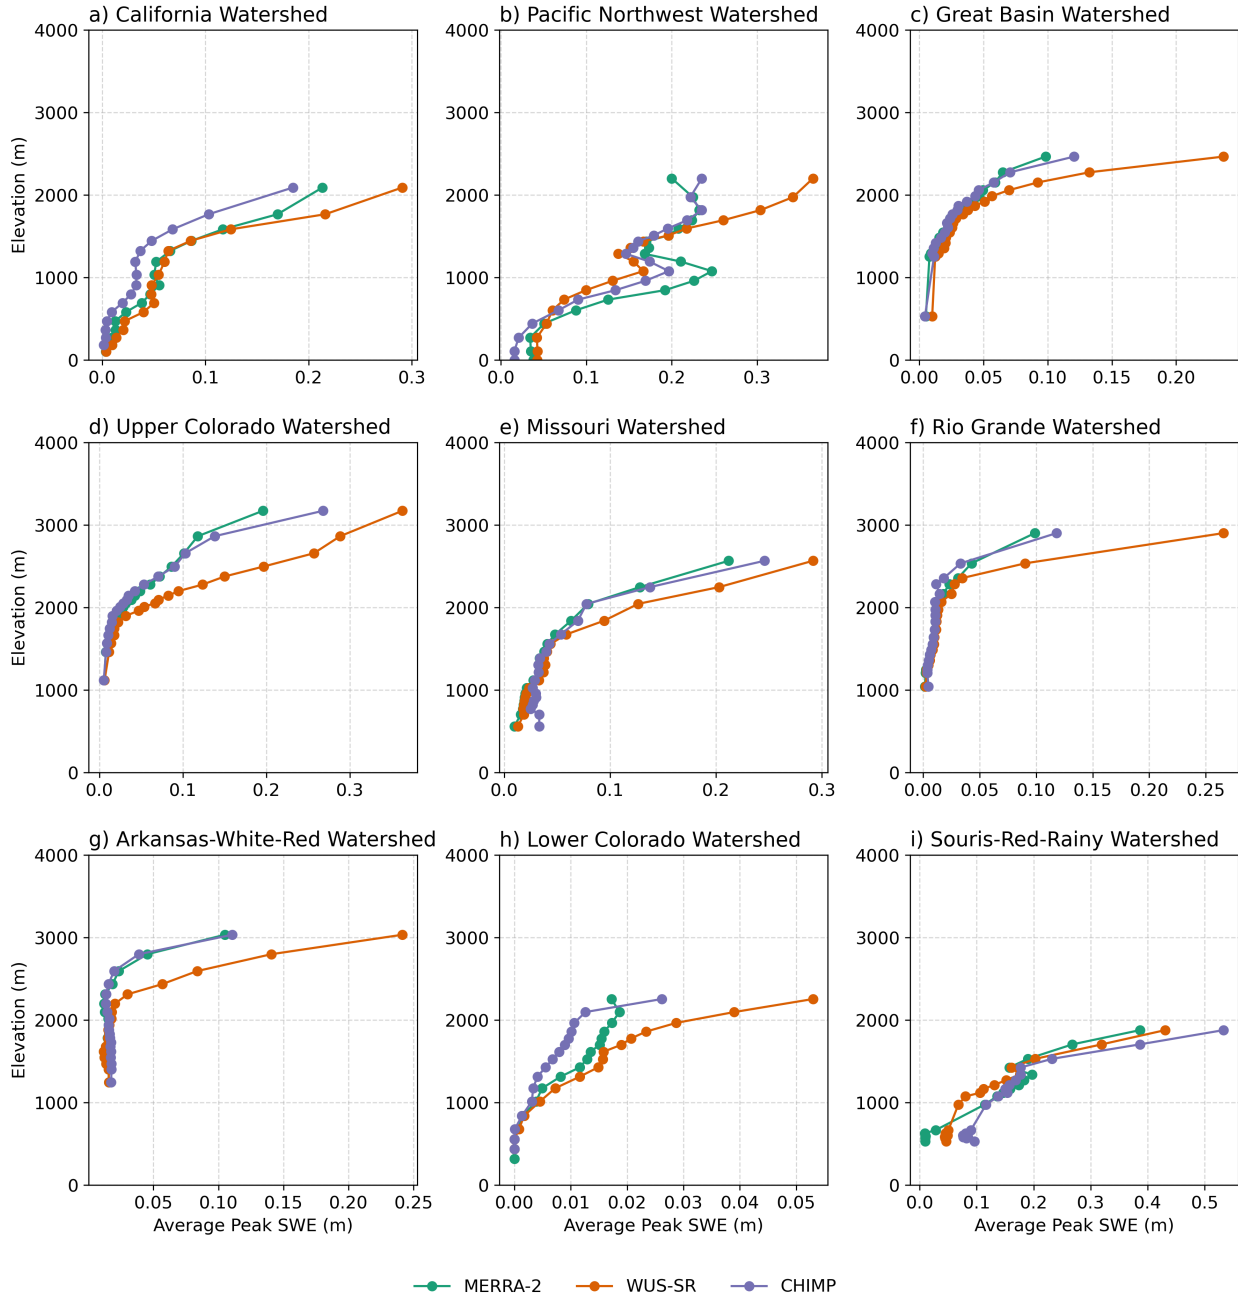 a) California Watershed
b) Pacific Northwest Watershed
c) Great Basin Watershed
4000
3000
2000
1000
0
Elevation (m)
0.0 0.1 0.2 0.3
4000
3000
2000
1000
0
0.0 0.1 0.2 0.3
4000
3000
2000
1000
0
0.00 0.05 0.10 0.15 0.20
d) Upper Colorado Watershed
e) Missouri Watershed
f) Rio Grande Watershed
4000
3000
2000
1000
0
Elevation (m)
0.0 0.1 0.2 0.3
4000
3000
2000
1000
0
0.0 0.1 0.2 0.3
4000
3000
2000
1000
0
0.00 0.05 0.10 0.15 0.20 0.25
g) Arkansas-White-Red Watershed
h) Lower Colorado Watershed
i) Souris-Red-Rainy Watershed
4000
3000
2000
1000
0
Elevation (m)
0.05 0.10 0.15 0.20 0.25
Average Peak SWE (m)
4000
3000
2000
1000
0
0.00 0.01 0.02 0.03 0.04 0.05
Average Peak SWE (m)
4000
3000
2000
1000
0
0.0 0.1 0.2 0.3 0.4 0.5
Average Peak SWE (m)
MERRA-2 WUS-SR CHIMP